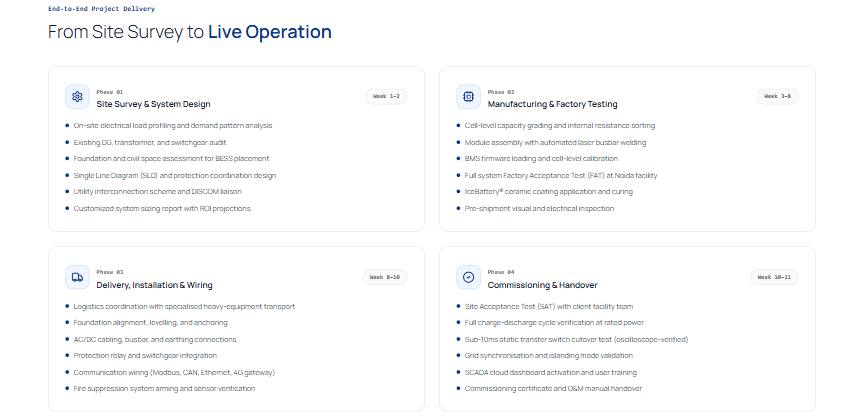 End-to-End Project Delivery
From Site Survey to Live Operation
Phase 01
Site Survey & System Design
Week 1–3
On-site electrical load profiling and demand pattern analysis
Existing DG, transformer, and switchgear audit
Foundation and civil space assessment for BESS placement
Single Line Diagram (SLD) and protection coordination design
Utility interconnection scheme and DISCOM liaison
Customized system sizing report with ROI projections
Phase 02
Manufacturing & Factory Testing
Week 3–8
Cell-level capacity grading and internal resistance sorting
Module assembly with automated laser busbar welding
BMS firmware loading and cell-level calibration
Full system Factory Acceptance Test (FAT) at Noida facility
IceBattery® ceramic coating application and curing
Pre-shipment visual and electrical inspection
Phase 03
Delivery, Installation & Wiring
Week 8–10
Logistics coordination with specialised heavy-equipment transport
Foundation alignment, levelling, and anchoring
AC/DC cabling, busbar, and earthing connections
Protection relay and switchgear integration
Communication wiring (Modbus, CAN, Ethernet, 4G gateway)
Fire suppression system arming and sensor verification
Phase 04
Commissioning & Handover
Week 10–11
Site Acceptance Test (SAT) with client facility team
Full charge-discharge cycle verification at rated power
Sub-10ms static transfer switch cutover test (oscilloscope-verified)
Grid synchronisation and islanding mode validation
SCADA cloud dashboard activation and user training
Commissioning certificate and O&M manual handover